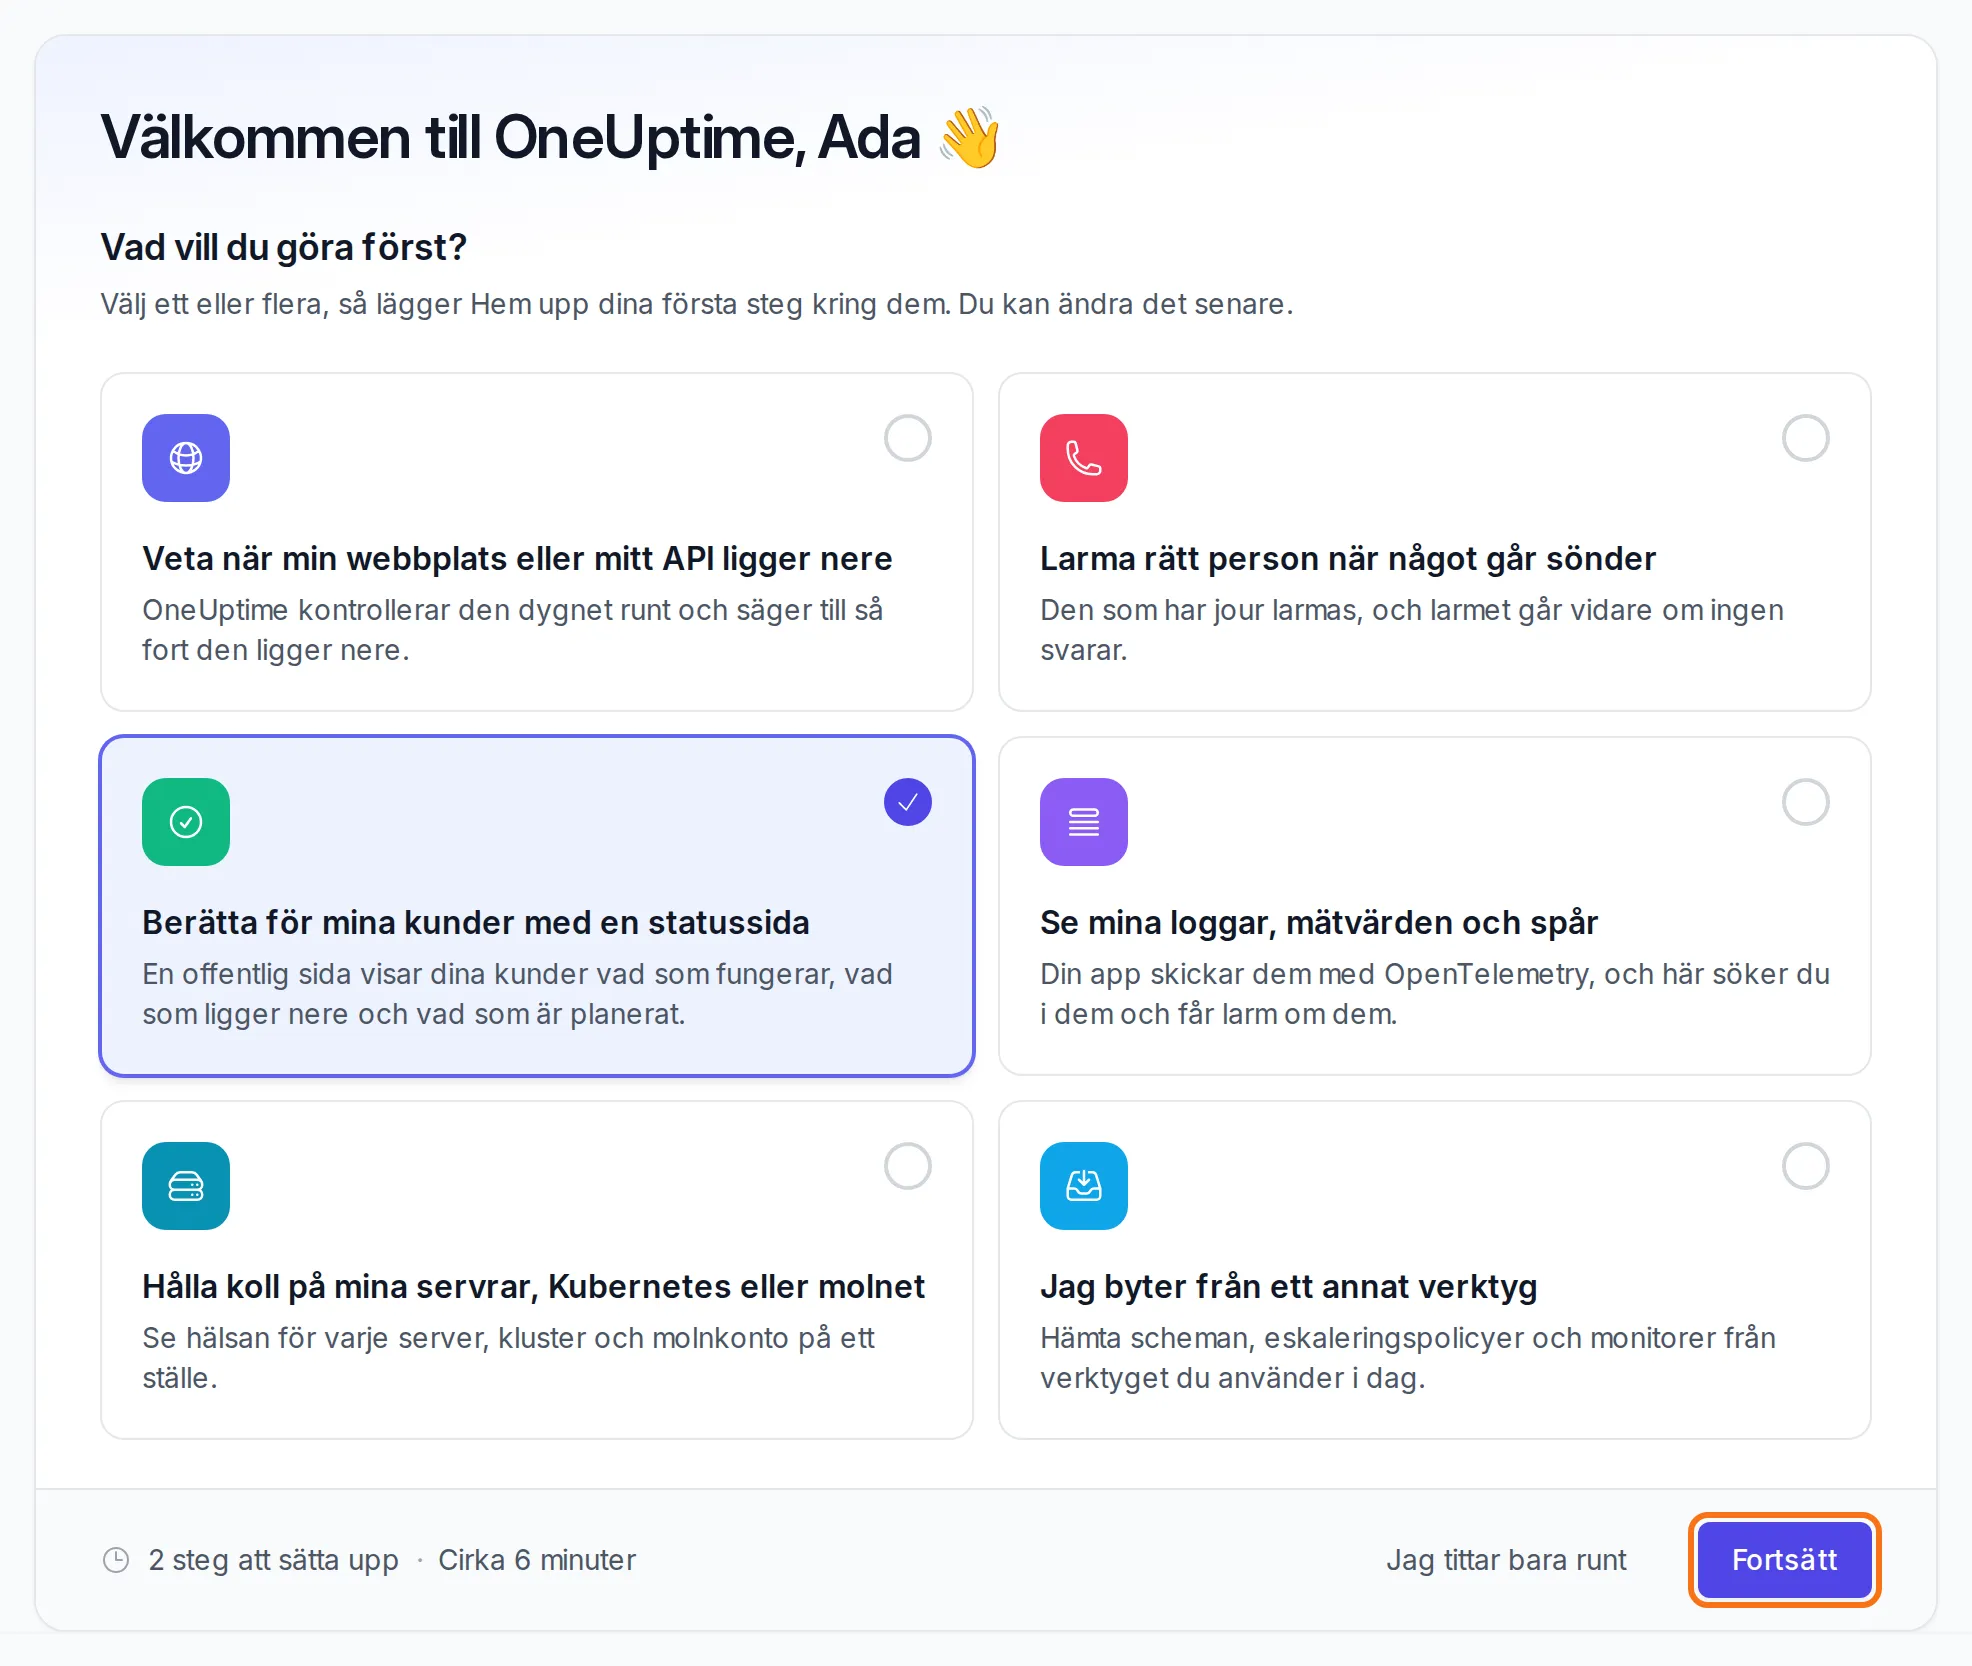 Välkommen till OneUptime, Ada 👋
Vad vill du göra först?
Välj ett eller flera, så lägger Hem upp dina första steg kring dem. Du kan ändra det senare.
Veta när min webbplats eller mitt API ligger nere
OneUptime kontrollerar den dygnet runt och säger till så
fort den ligger nere.
Larma rätt person när något går sönder
Den som har jour larmas, och larmet går vidare om ingen
svarar.
Berätta för mina kunder med en statussida
En offentlig sida visar dina kunder vad som fungerar, vad
som ligger nere och vad som är planerat.
Se mina loggar, mätvärden och spår
Din app skickar dem med OpenTelemetry, och här söker du
i dem och får larm om dem.
Hålla koll på mina servrar, Kubernetes eller molnet
Se hälsan för varje server, kluster och molnkonto på ett
ställe.
Jag byter från ett annat verktyg
Hämta scheman, eskaleringspolicyer och monitorer från
verktyget du använder i dag.
2 steg att sätta upp · Cirka 6 minuter
Jag tittar bara runt
Fortsätt